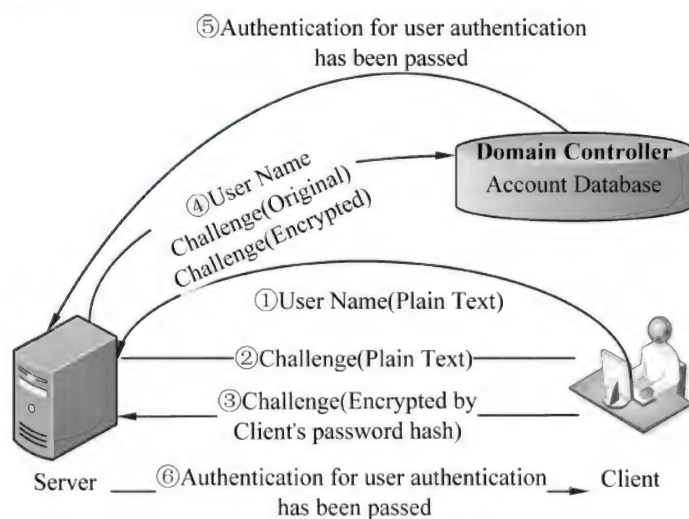 ⑤Authentication for user authentication
has been passed
Domain Controller
Account Database
④User Name
Challenge(Original)
Challenge(Encrypted)
①User Name(Plain Text)
②Challenge(Plain Text)
③Challenge(Encrypted by
Client's password hash)
Server
⑥Authentication for user authentication
has been passed
Client